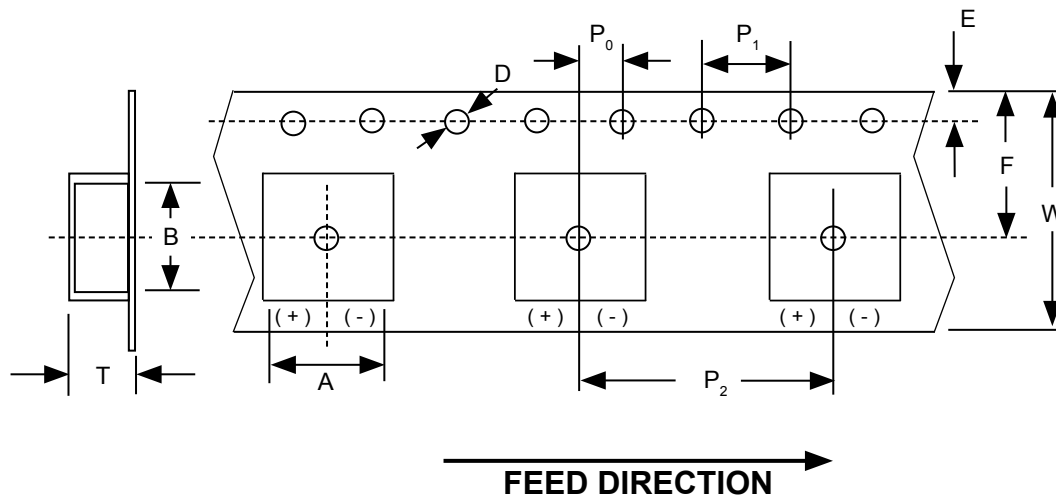 E
P₀
P₁
D
F
W
B
(+) (-) (+) (-) (+) (-)
T
A
P₂
FEED DIRECTION